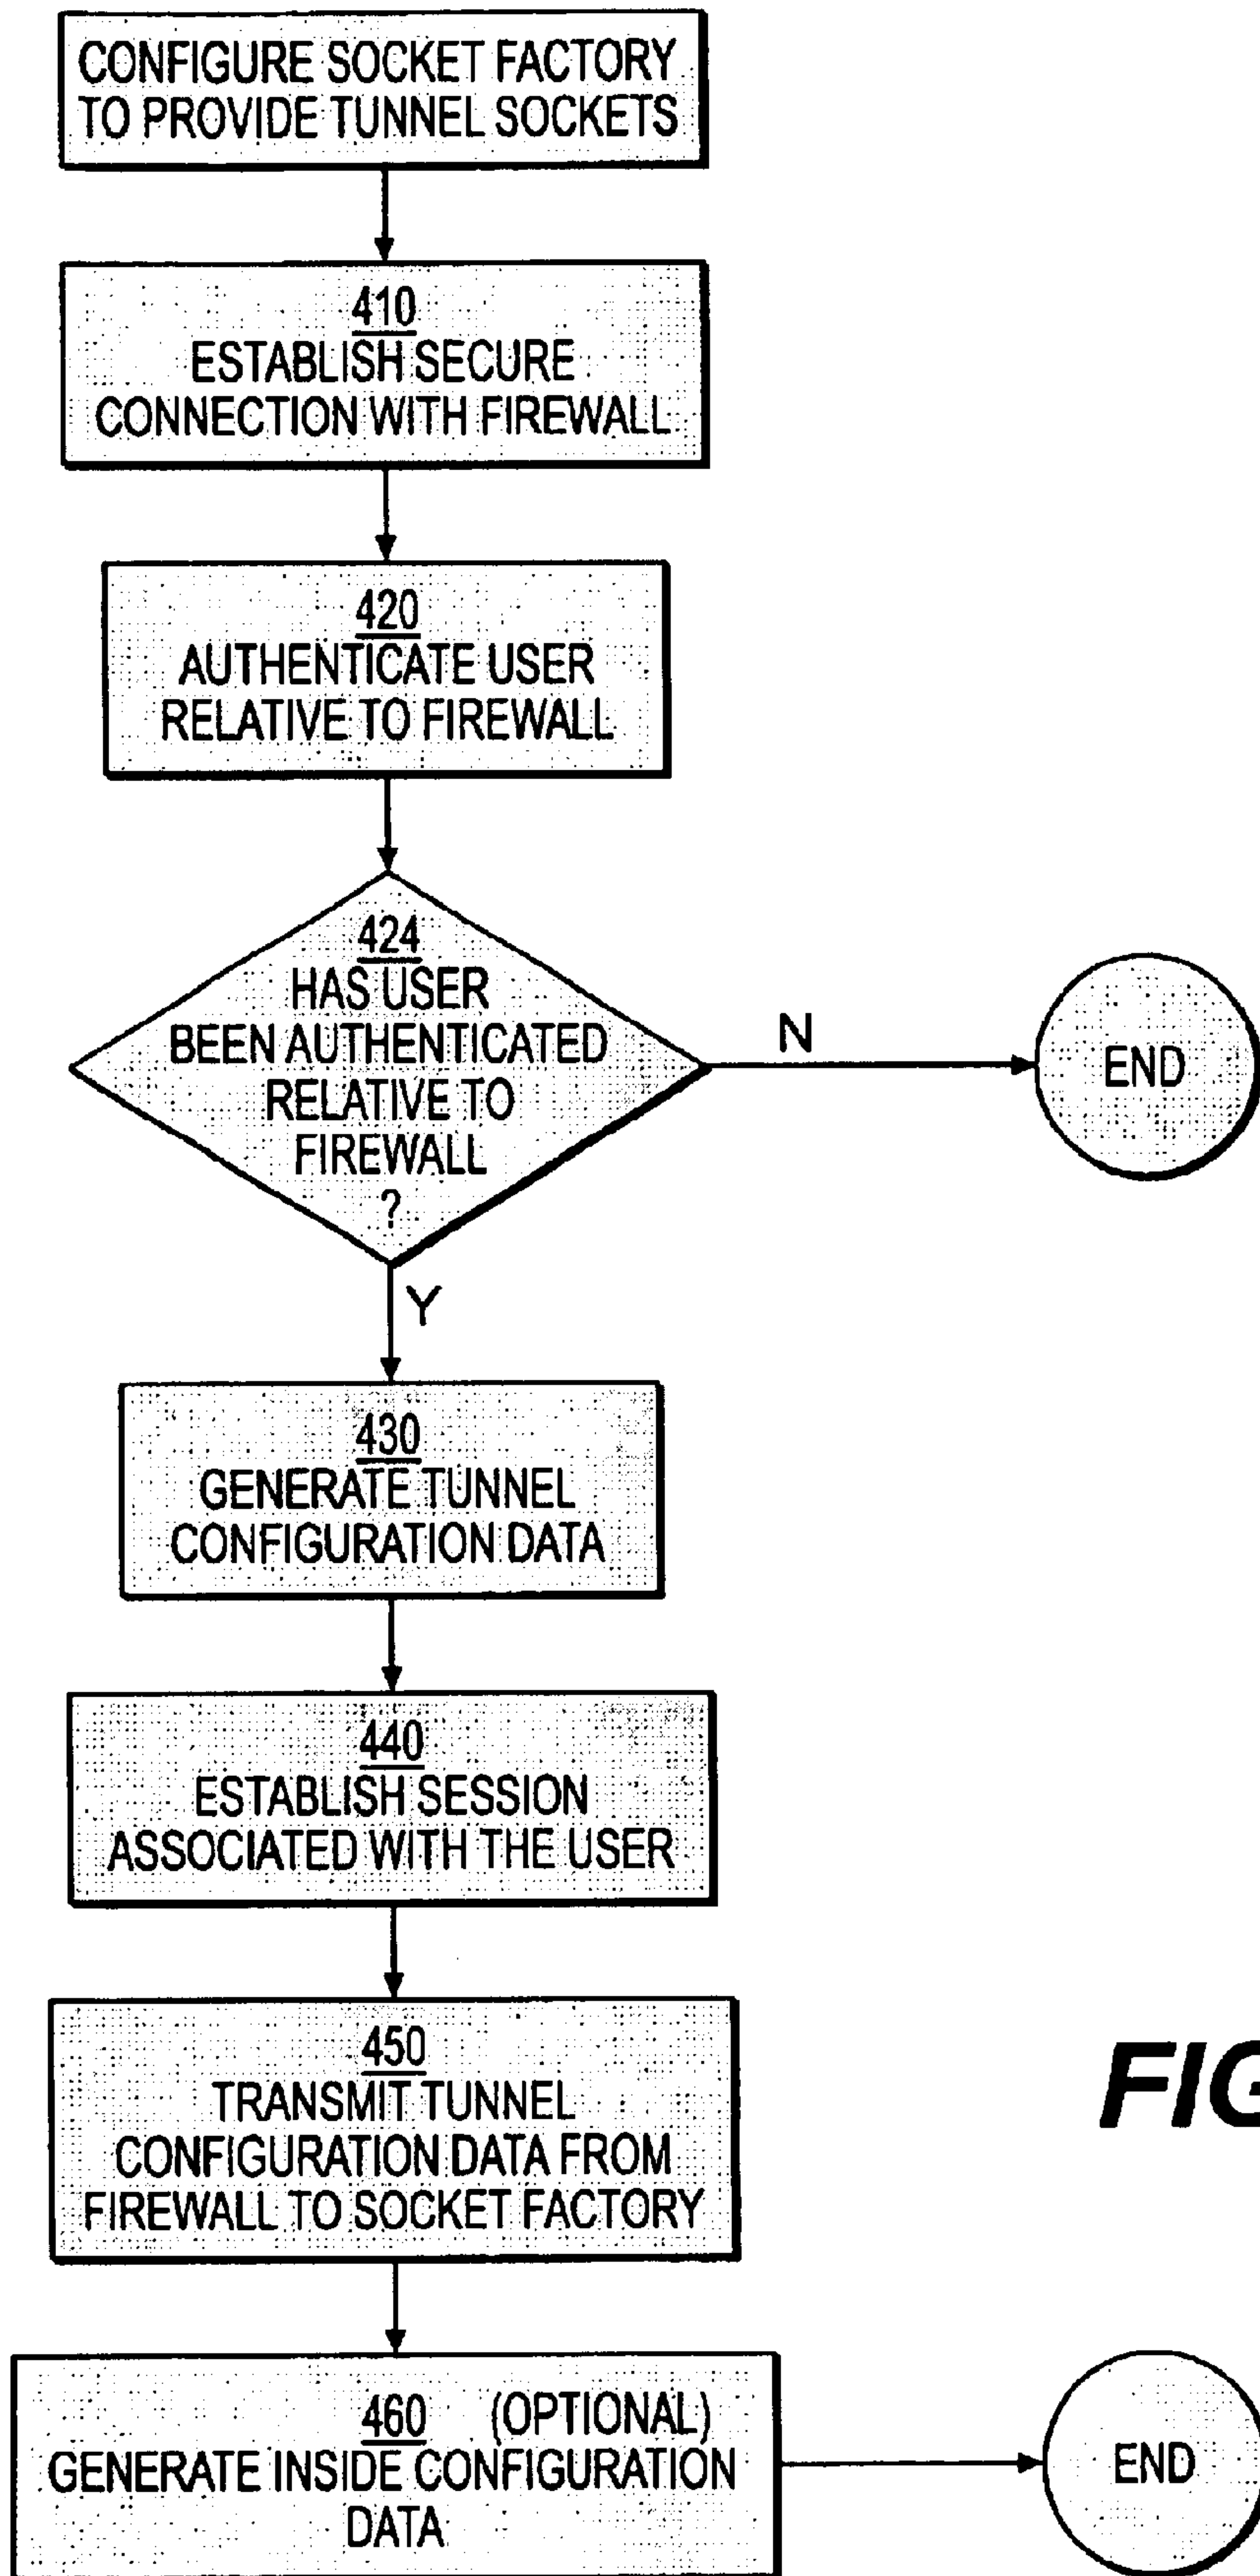 CONFIGURE SOCKET FACTORY
TO PROVIDE TUNNEL SOCKETS
410
ESTABLISH SECURE
CONNECTION WITH FIREWALL
420
AUTHENTICATE USER
RELATIVE TO FIREWALL
424
HAS USER
BEEN AUTHENTICATED
RELATIVE TO
FIREWALL
?
N
END
Y
430
GENERATE TUNNEL
CONFIGURATION DATA
440
ESTABLISH SESSION
ASSOCIATED WITH THE USER
450
TRANSMIT TUNNEL
CONFIGURATION DATA FROM
FIREWALL TO SOCKET FACTORY
FIG
460 (OPTIONAL)
GENERATE INSIDE CONFIGURATION
DATA
END